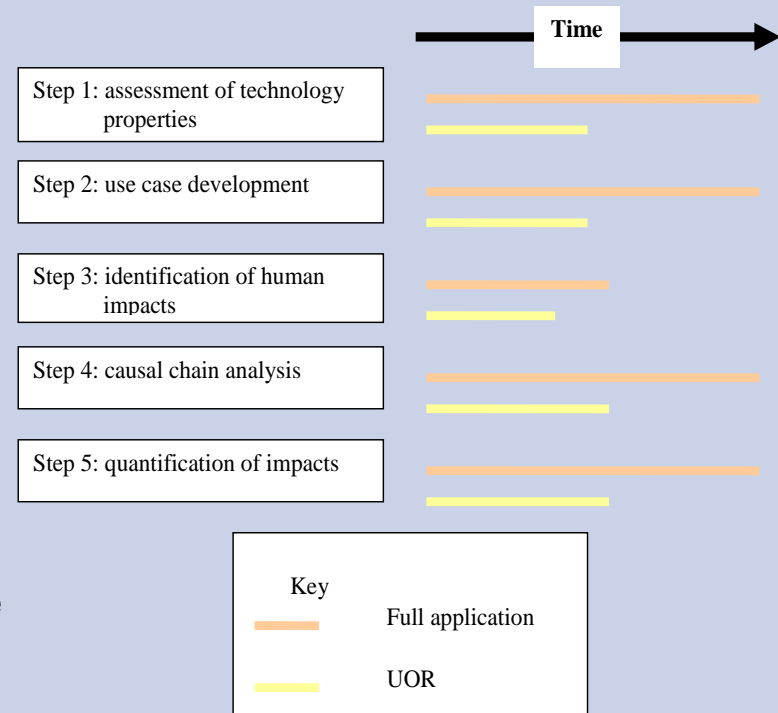 Time
Step 1: assessment of technology
properties
Step 2: use case development
Step 3: identification of human
impacts
Step 4: causal chain analysis
Step 5: quantification of impacts
Key
Full application
UOR